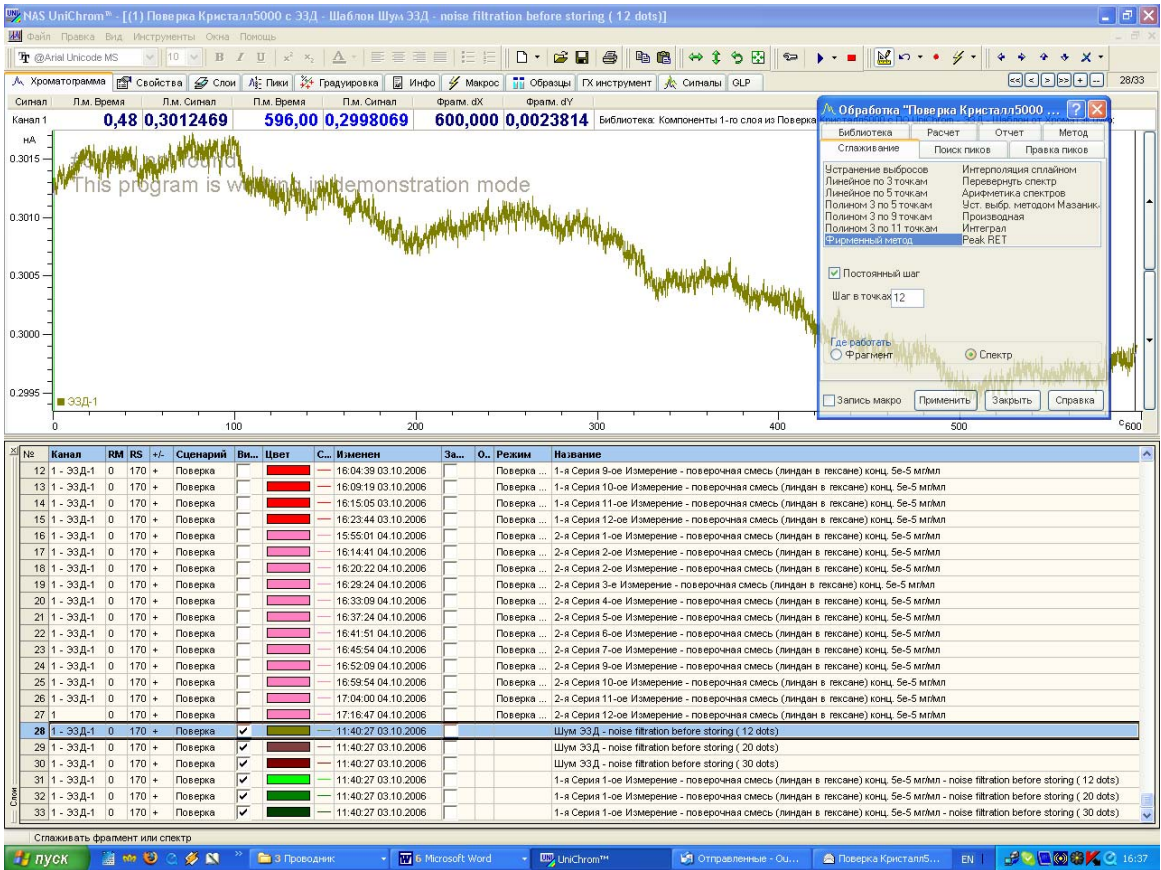 NAS UniChrom™ - [(1) Поверка Кристалл5000 с ЭЗД - Шаблон Шум ЭЗД - noise filtration before storing ( 12 dots)]
Файл Правка Вид Инструменты Окна Помощь
@Arial Unicode MS 10 B I U x² x₂ A
Хроматограмма Свойства Слои Пики Градуировка Инфо Макрос Образцы ГХ инструмент Сигналы GLP << < > >> + -- 28/33
Сигнал Л.м. Время Л.м. Сигнал П.м. Время П.м. Сигнал Фрагм. dX Фрагм. dY
Канал 1 0,48 0,3012469 596,00 0,2998069 600,000 0,0023814 Библиотека: Компоненты 1-го слоя из Поверка
нА
0.3015
This program is working in demonstration mode
0.3010
0.3005
0.3000
0.2995
ЭЗД-1
0 100 200 300 400 500 c600
Обработка "Поверка Кристалл5000 ...
Библиотека Расчет Отчет Метод
Сглаживание Поиск пиков Правка пиков
Устранение выбросов Интерполяция сплайном
Линейное по 3 точкам Перевернуть спектр
Линейное по 5 точкам Арифметика спектров
Полином 3 по 5 точкам Уст. выбр. методом Мазаник
Полином 3 по 9 точкам Производная
Полином 3 по 11 точкам Интеграл
Фирменный метод Peak RET
Постоянный шаг
Шаг в точках 12
Где работать
Фрагмент Спектр
Запись макро Применить Закрыть Справка
№ Канал RM RS +/- Сценарий Ви... Цвет С... Изменен За... О.. Режим Название
12 1 - ЭЗД-1 0 170 + Поверка 16:04:39 03.10.2006 Поверка ... 1-я Серия 9-ое Измерение - поверочная смесь (линдан в гексане) конц. 5e-5 мг/мл
13 1 - ЭЗД-1 0 170 + Поверка 16:09:19 03.10.2006 Поверка ... 1-я Серия 10-ое Измерение - поверочная смесь (линдан в гексане) конц. 5e-5 мг/мл
14 1 - ЭЗД-1 0 170 + Поверка 16:15:05 03.10.2006 Поверка ... 1-я Серия 11-ое Измерение - поверочная смесь (линдан в гексане) конц. 5e-5 мг/мл
15 1 - ЭЗД-1 0 170 + Поверка 16:23:44 03.10.2006 Поверка ... 1-я Серия 12-ое Измерение - поверочная смесь (линдан в гексане) конц. 5e-5 мг/мл
16 1 - ЭЗД-1 0 170 + Поверка 15:55:01 04.10.2006 Поверка ... 2-я Серия 1-ое Измерение - поверочная смесь (линдан в гексане) конц. 5e-5 мг/мл
17 1 - ЭЗД-1 0 170 + Поверка 16:14:41 04.10.2006 Поверка ... 2-я Серия 2-ое Измерение - поверочная смесь (линдан в гексане) конц. 5e-5 мг/мл
18 1 - ЭЗД-1 0 170 + Поверка 16:20:22 04.10.2006 Поверка ... 2-я Серия 2-ое Измерение - поверочная смесь (линдан в гексане) конц. 5e-5 мг/мл
19 1 - ЭЗД-1 0 170 + Поверка 16:29:24 04.10.2006 Поверка ... 2-я Серия 3-е Измерение - поверочная смесь (линдан в гексане) конц. 5e-5 мг/мл
20 1 - ЭЗД-1 0 170 + Поверка 16:33:09 04.10.2006 Поверка ... 2-я Серия 4-ое Измерение - поверочная смесь (линдан в гексане) конц. 5e-5 мг/мл
21 1 - ЭЗД-1 0 170 + Поверка 16:37:24 04.10.2006 Поверка ... 2-я Серия 5-ое Измерение - поверочная смесь (линдан в гексане) конц. 5e-5 мг/мл
22 1 - ЭЗД-1 0 170 + Поверка 16:41:51 04.10.2006 Поверка ... 2-я Серия 6-ое Измерение - поверочная смесь (линдан в гексане) конц. 5e-5 мг/мл
23 1 - ЭЗД-1 0 170 + Поверка 16:45:54 04.10.2006 Поверка ... 2-я Серия 7-ое Измерение - поверочная смесь (линдан в гексане) конц. 5e-5 мг/мл
24 1 - ЭЗД-1 0 170 + Поверка 16:52:09 04.10.2006 Поверка ... 2-я Серия 9-ое Измерение - поверочная смесь (линдан в гексане) конц. 5e-5 мг/мл
25 1 - ЭЗД-1 0 170 + Поверка 16:59:54 04.10.2006 Поверка ... 2-я Серия 10-ое Измерение - поверочная смесь (линдан в гексане) конц. 5e-5 мг/мл
26 1 - ЭЗД-1 0 170 + Поверка 17:04:00 04.10.2006 Поверка ... 2-я Серия 11-ое Измерение - поверочная смесь (линдан в гексане) конц. 5e-5 мг/мл
27 1 0 170 + Поверка 17:16:47 04.10.2006 Поверка ... 2-я Серия 12-ое Измерение - поверочная смесь (линдан в гексане) конц. 5e-5 мг/мл
28 1 - ЭЗД-1 0 170 + Поверка 11:40:27 03.10.2006 Шум ЭЗД - noise filtration before storing ( 12 dots)
29 1 - ЭЗД-1 0 170 + Поверка 11:40:27 03.10.2006 Шум ЭЗД - noise filtration before storing ( 20 dots)
30 1 - ЭЗД-1 0 170 + Поверка 11:40:27 03.10.2006 Шум ЭЗД - noise filtration before storing ( 30 dots)
31 1 - ЭЗД-1 0 170 + Поверка 11:40:27 03.10.2006 1-я Серия 1-ое Измерение - поверочная смесь (линдан в гексане) конц. 5e-5 мг/мл - noise filtration before storing ( 12 dots)
32 1 - ЭЗД-1 0 170 + Поверка 11:40:27 03.10.2006 1-я Серия 1-ое Измерение - поверочная смесь (линдан в гексане) конц. 5e-5 мг/мл - noise filtration before storing ( 20 dots)
33 1 - ЭЗД-1 0 170 + Поверка 11:40:27 03.10.2006 1-я Серия 1-ое Измерение - поверочная смесь (линдан в гексане) конц. 5e-5 мг/мл - noise filtration before storing ( 30 dots)
Слои
Сглаживать фрагмент или спектр
пуск 3 Проводник 6 Microsoft Word UniChrom™ Отправленные - Ou... Поверка Кристалл5... EN 16:37